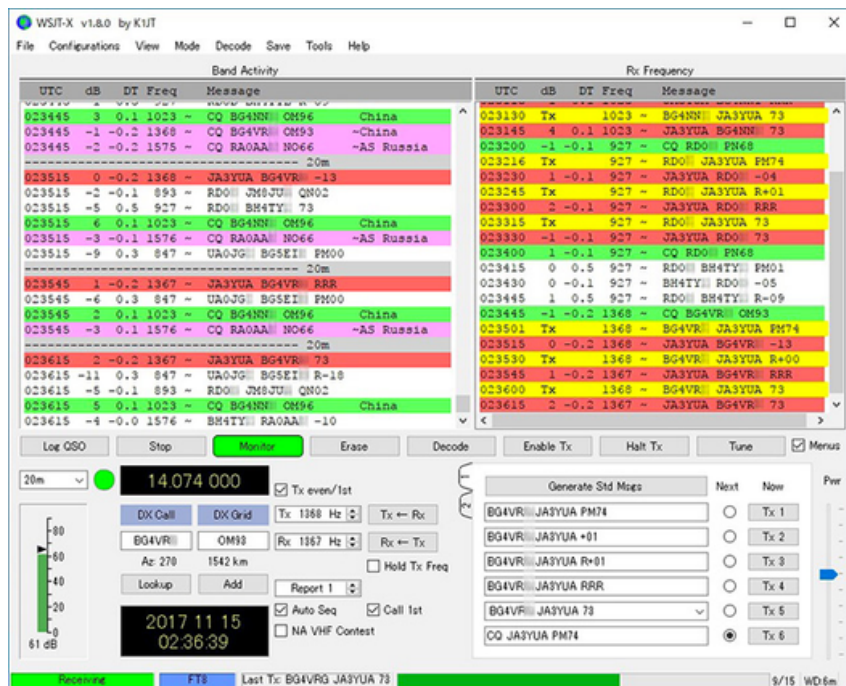 WSJT-X v1.8.0 by K1JT
File Configurations View Mode Decode Save Tools Help
Band Activity
UTC dB DT Freq Message
023445 3 0.1 1023 ~ CQ BG4NN OM96 China
023445 -1 -0.2 1368 ~ CQ BG4VR OM93 ~China
023445 -2 -0.2 1575 ~ CQ RA0AA NO66 ~AS Russia
---------------------------------- 20m
023515 0 -0.2 1368 ~ JA3YUA BG4VR -13
023515 -2 -0.1 893 ~ RD0 JM8JU QN02
023515 -5 0.5 927 ~ RD0 BH4TY 73
023515 6 0.1 1023 ~ CQ BG4NN OM96 China
023515 -3 -0.1 1576 ~ CQ RA0AA NO66 ~AS Russia
023515 -9 0.3 847 ~ UA0JG BG5EI PM00
---------------------------------- 20m
023545 1 -0.2 1367 ~ JA3YUA BG4VR RRR
023545 -6 0.3 847 ~ UA0JG BG5EI PM00
023545 2 0.1 1023 ~ CQ BG4NN OM96 China
023545 -3 0.1 1576 ~ CQ RA0AA NO66 ~AS Russia
---------------------------------- 20m
023615 2 -0.2 1367 ~ JA3YUA BG4VR 73
023615 -11 0.3 847 ~ UA0JG BG5EI R-18
023615 -5 -0.1 893 ~ RD0 JM8JU QN02
023615 5 0.1 1023 ~ CQ BG4NN OM96 China
023615 -4 -0.0 1576 ~ BH4TY RA0AA -10
Rx Frequency
UTC dB DT Freq Message
023130 Tx 1023 ~ BG4NN JA3YUA 73
023145 4 0.1 1023 ~ JA3YUA BG4NN 73
023200 -1 -0.1 927 ~ CQ RD0 PN68
023216 Tx 927 ~ RD0 JA3YUA PM74
023230 1 -0.1 927 ~ JA3YUA RD0 -04
023245 Tx 927 ~ RD0 JA3YUA R+01
023300 2 -0.1 927 ~ JA3YUA RD0 RRR
023315 Tx 927 ~ RD0 JA3YUA 73
023330 -1 -0.1 927 ~ JA3YUA RD0 73
023400 1 -0.1 927 ~ CQ RD0 PN68
023415 0 0.5 927 ~ RD0 BH4TY PM01
023430 0 -0.1 927 ~ BH4TY RD0 -05
023445 1 0.5 927 ~ RD0 BH4TY R-09
023445 -1 -0.2 1368 ~ CQ BG4VR OM93
023501 Tx 1368 ~ BG4VR JA3YUA PM74
023515 0 -0.2 1368 ~ JA3YUA BG4VR -13
023530 Tx 1368 ~ BG4VR JA3YUA R+00
023545 1 -0.2 1367 ~ JA3YUA BG4VR RRR
023600 Tx 1368 ~ BG4VR JA3YUA 73
023615 2 -0.2 1367 ~ JA3YUA BG4VR 73
Log QSO Stop Monitor Erase Decode Enable Tx Halt Tx Tune Menus
20m 14.074 000
Tx even/1st
DX Call DX Grid Tx 1368 Hz Tx ← Rx
BG4VR OM93 Rx 1367 Hz Rx ← Tx
Az: 270 1542 km Hold Tx Freq
Lookup Add Report 1
Auto Seq Call 1st
NA VHF Contest
2017 11 15
02:36:39
80
60
40
20
0
61 dB
1
2
Generate Std Msgs Next Now Pwr
BG4VR JA3YUA PM74 Tx 1
BG4VR JA3YUA +01 Tx 2
BG4VR JA3YUA R+01 Tx 3
BG4VR JA3YUA RRR Tx 4
BG4VR JA3YUA 73 Tx 5
CQ JA3YUA PM74 Tx 6
Receiving FT8 Last Tx: BG4VRG JA3YUA 73 9/15 WD:6m